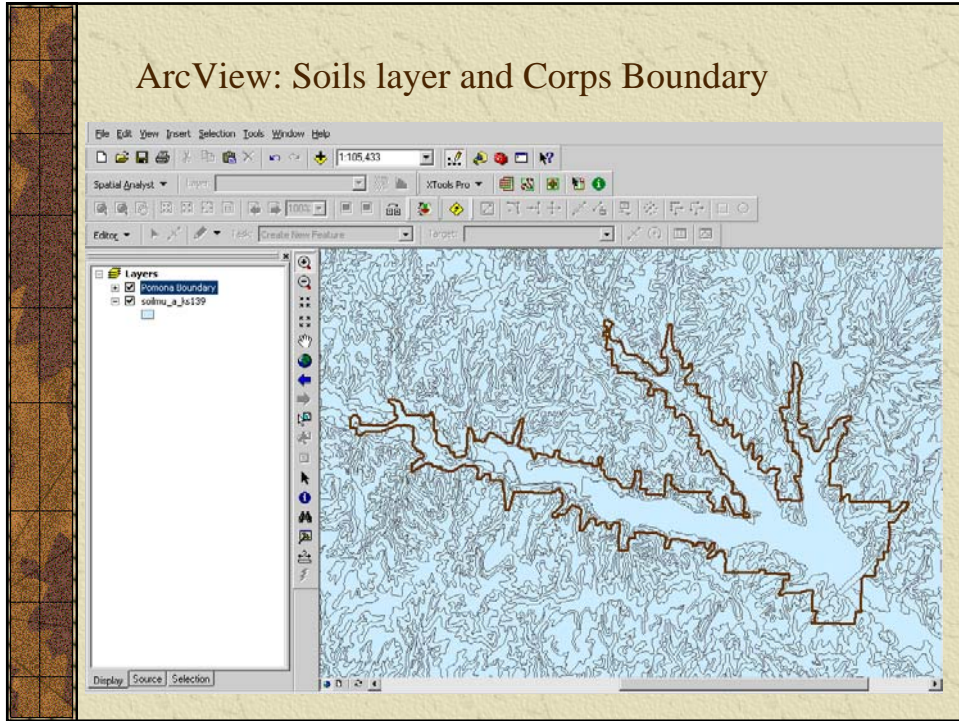 ArcView: Soils layer and Corps Boundary
File Edit View Insert Selection Tools Window Help
1:105,433
Spatial Analyst Layer: XTools Pro
100%
Editor Task: Create New Feature Target:
Layers
Pomona Boundary
soilmu_a_ks139
Display Source Selection